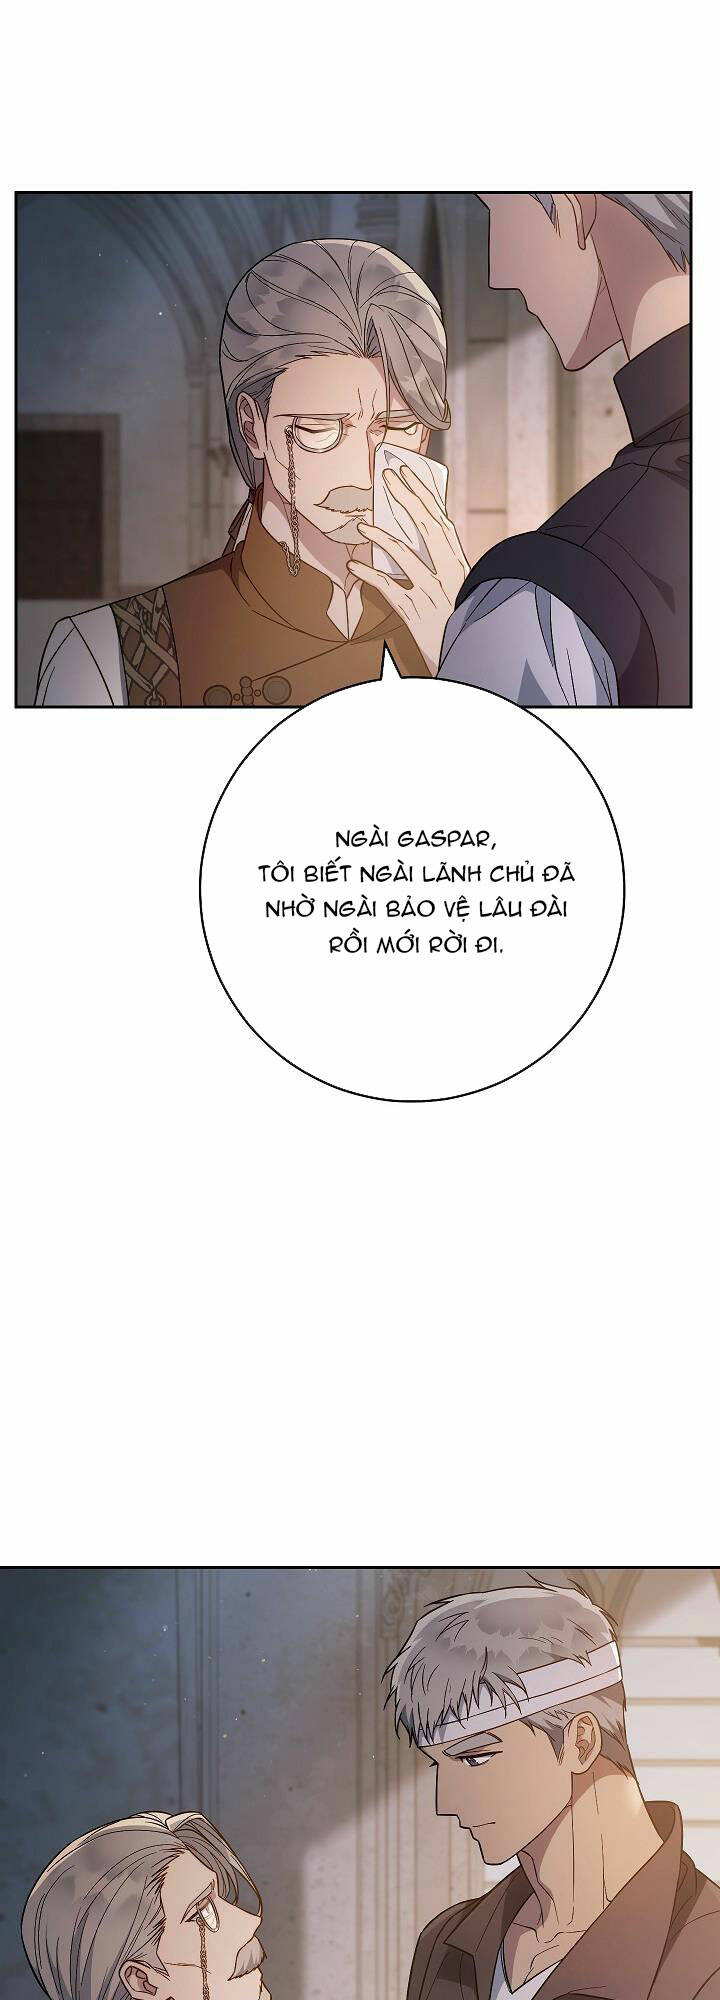 NGÀI GASPAR,
TÔI BIẾT NGÀI LÃNH CHỦ ĐÃ
NHỜ NGÀI BẢO VỆ LÂU ĐÀI
RỒI MỚI RỜI ĐI.